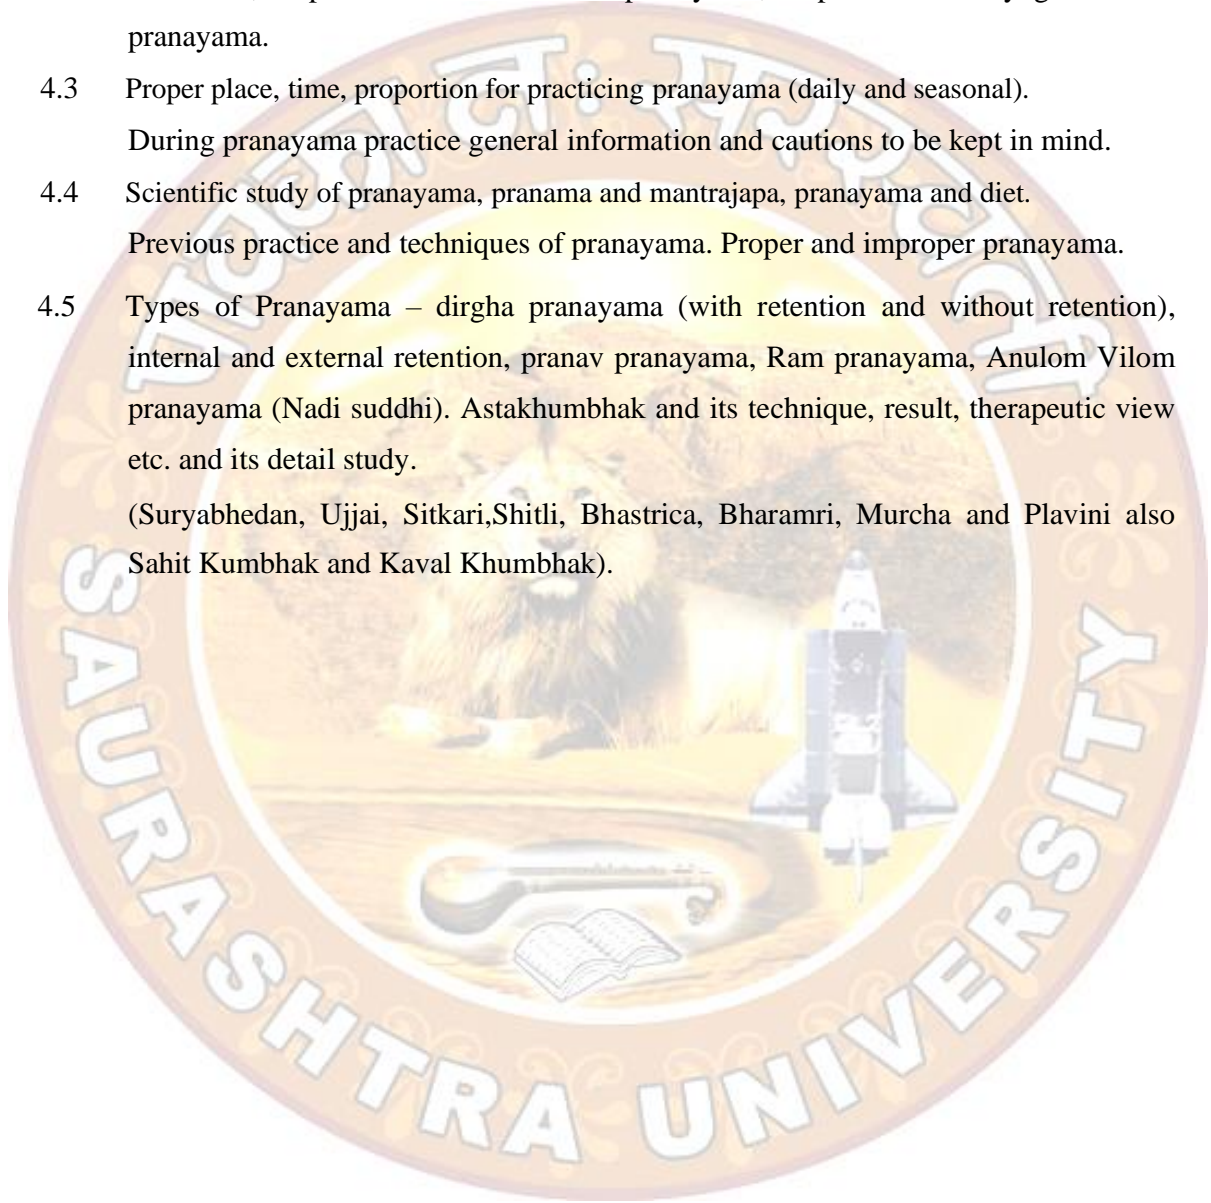 pranayama.
4.3 Proper place, time, proportion for practicing pranayama (daily and seasonal).
During pranayama practice general information and cautions to be kept in mind.
4.4 Scientific study of pranayama, pranama and mantrajapa, pranayama and diet.
Previous practice and techniques of pranayama. Proper and improper pranayama.
4.5 Types of Pranayama – dirgha pranayama (with retention and without retention),
internal and external retention, pranav pranayama, Ram pranayama, Anulom Vilom
pranayama (Nadi suddhi). Astakhumbhak and its technique, result, therapeutic view
etc. and its detail study.
(Suryabhedan, Ujjai, Sitkari,Shitli, Bhastrica, Bharamri, Murcha and Plavini also
Sahit Kumbhak and Kaval Khumbhak).
SAURASHTRA UNIVERSITY